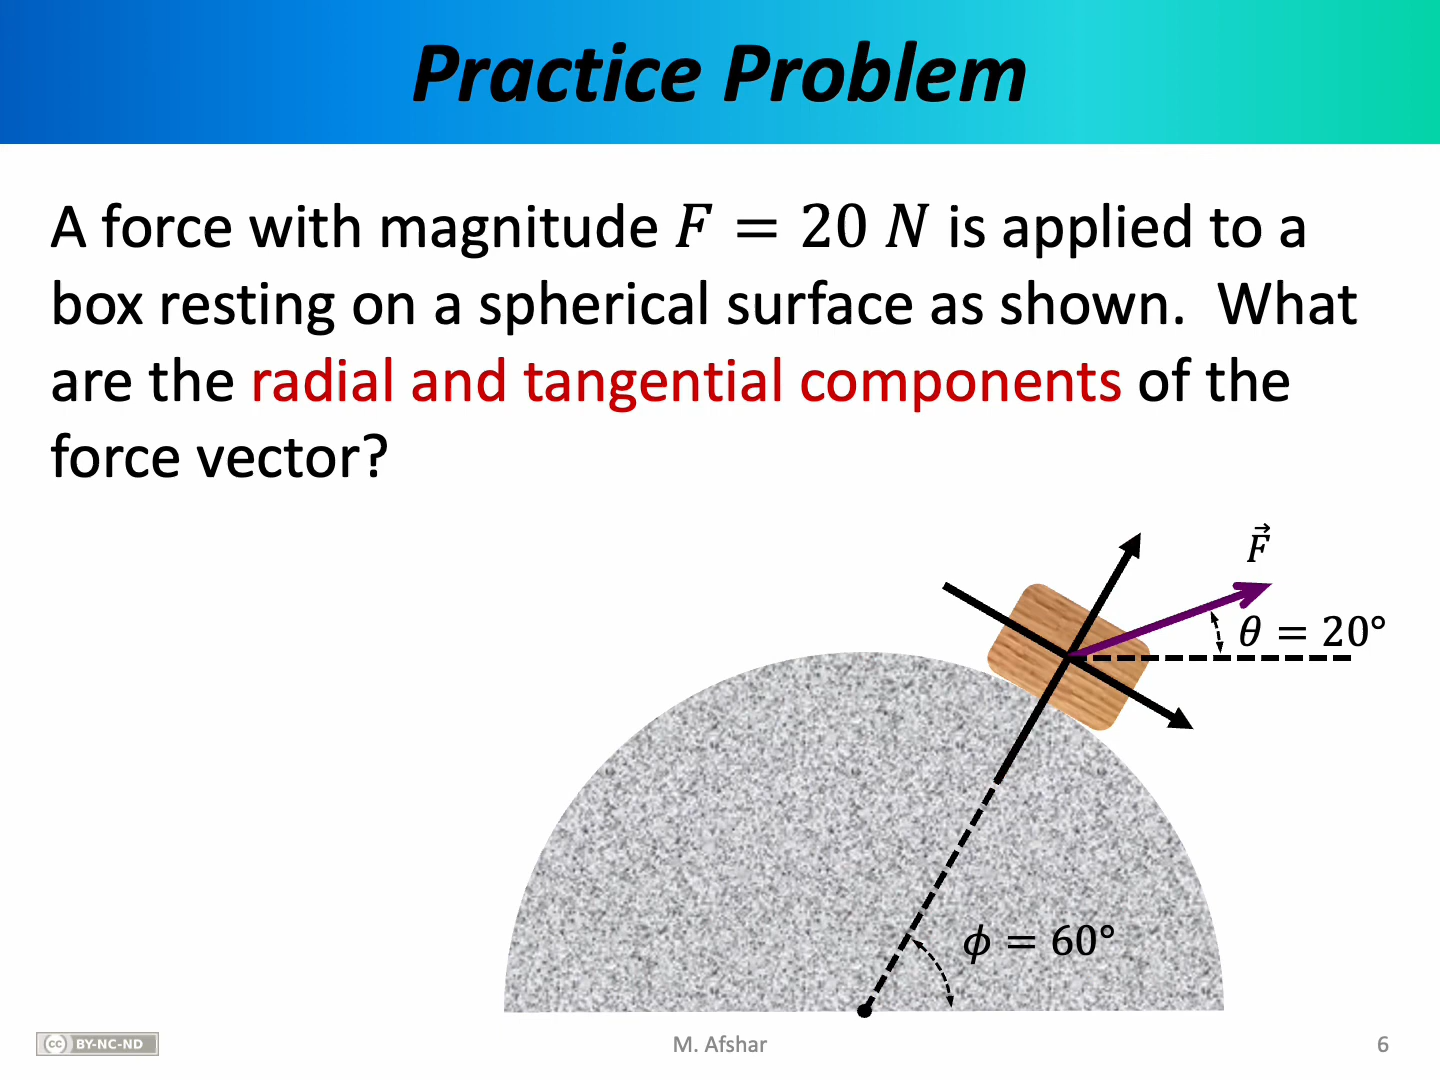 Practice Problem
A force with magnitude 𝐹 = 20 𝑁 is applied to a
box resting on a spherical surface as shown.  What
are the radial and tangential components of the
force vector?
𝐹⃗
𝜃 = 20°
𝜙 = 60°
cc BY-NC-ND
M. Afshar
6